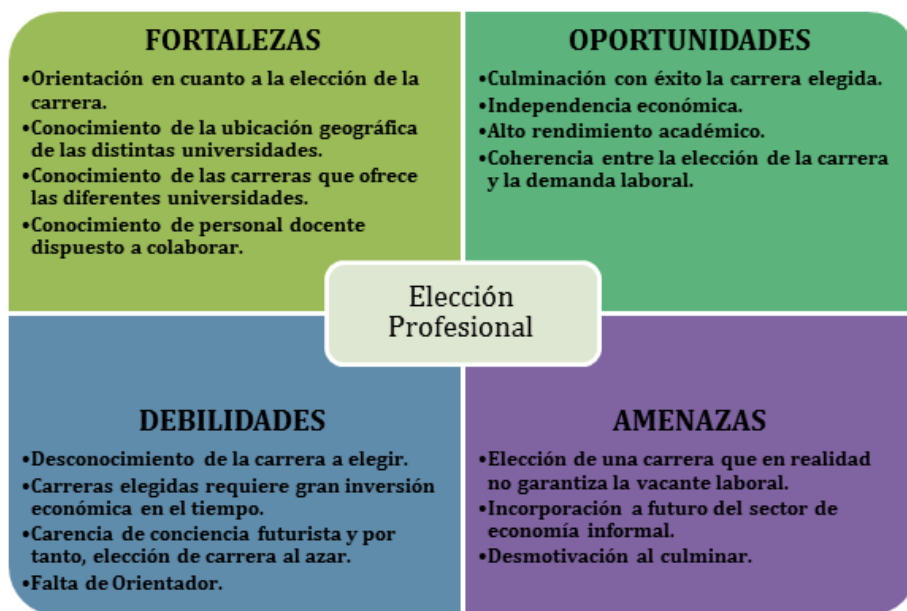 FORTALEZAS
•Orientación en cuanto a la elección de la
carrera.
•Conocimiento de la ubicación geográfica
de las distintas universidades.
•Conocimiento de las carreras que ofrece
las diferentes universidades.
•Conocimiento de personal docente
dispuesto a colaborar.
OPORTUNIDADES
•Culminación con éxito la carrera elegida.
•Independencia económica.
•Alto rendimiento académico.
•Coherencia entre la elección de la carrera
y la demanda laboral.
Elección
Profesional
DEBILIDADES
•Desconocimiento de la carrera a elegir.
•Carreras elegidas requiere gran inversión
económica en el tiempo.
•Carencia de conciencia futurista y por
tanto, elección de carrera al azar.
•Falta de Orientador.
AMENAZAS
•Elección de una carrera que en realidad
no garantiza la vacante laboral.
•Incorporación a futuro del sector de
economía informal.
•Desmotivación al culminar.